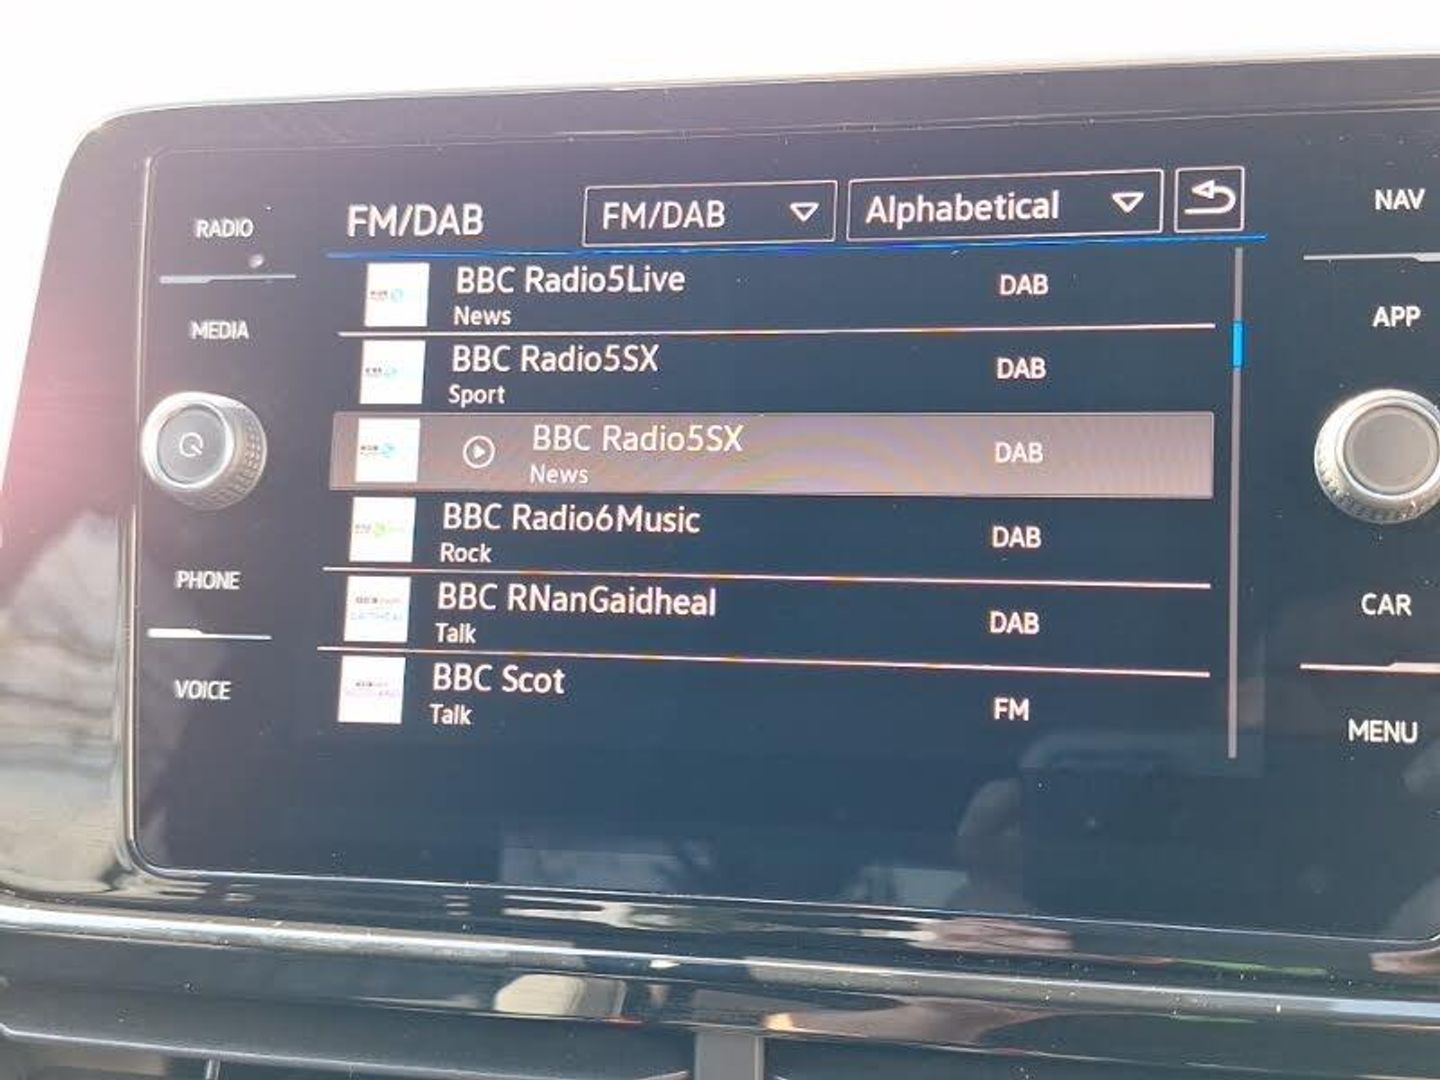 RADIO
MEDIA
PHONE
VOICE
FM/DAB
FM/DAB
Alphabetical
BBC Radio5Live
News
DAB
BBC Radio5SX
Sport
DAB
BBC Radio5SX
News
DAB
BBC Radio6Music
Rock
DAB
BBC RNanGaidheal
Talk
DAB
BBC Scot
Talk
FM
NAV
APP
CAR
MENU